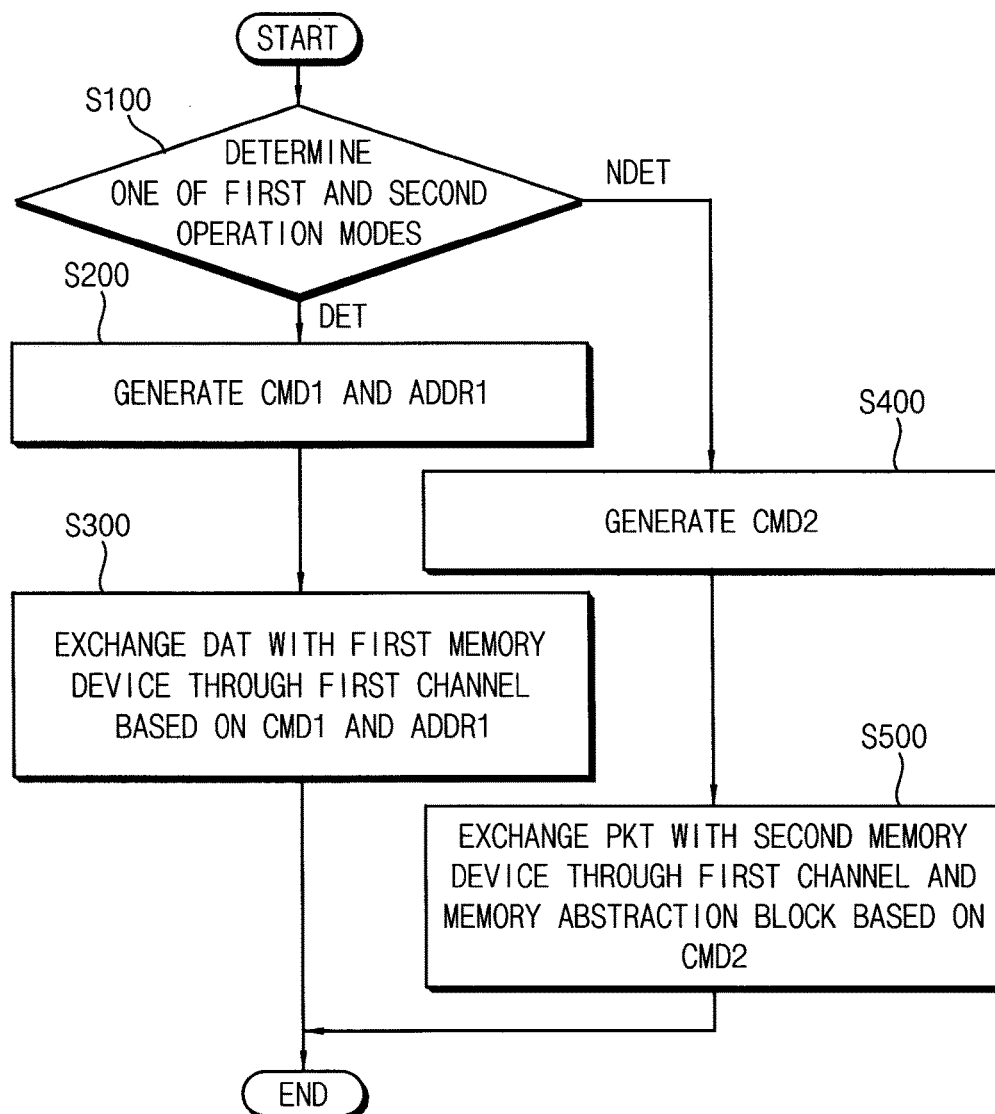 START
S100
DETERMINE
ONE OF FIRST AND SECOND
OPERATION MODES
NDET
S200
DET
GENERATE CMD1 AND ADDR1
S400
GENERATE CMD2
S300
EXCHANGE DAT WITH FIRST MEMORY
DEVICE THROUGH FIRST CHANNEL
BASED ON CMD1 AND ADDR1
S500
EXCHANGE PKT WITH SECOND MEMORY
DEVICE THROUGH FIRST CHANNEL AND
MEMORY ABSTRACTION BLOCK BASED ON
CMD2
END